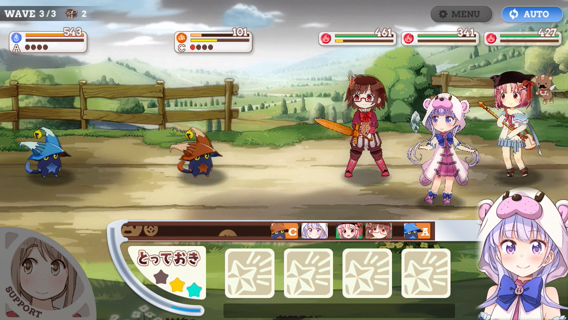 WAVE 3/3 2
MENU
AUTO
543
A
101
C
461
341
427
C
A
とっておき
SUPPORT